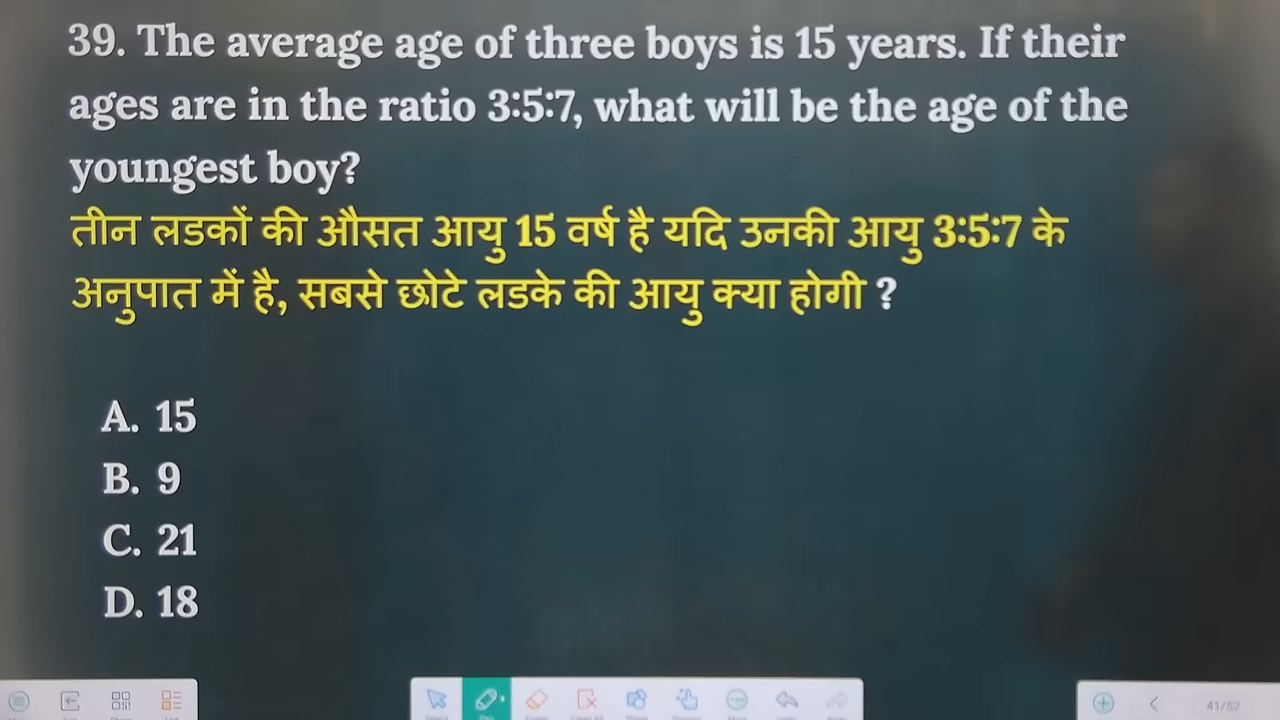 39. The average age of three boys is 15 years. If their
ages are in the ratio 3:5:7, what will be the age of the
youngest boy?
तीन लडकों की औसत आयु 15 वर्ष है यदि उनकी आयु 3:5:7 के
अनुपात में है, सबसे छोटे लडके की आयु क्या होगी ?
A. 15
B. 9
C. 21
D. 18
41/52